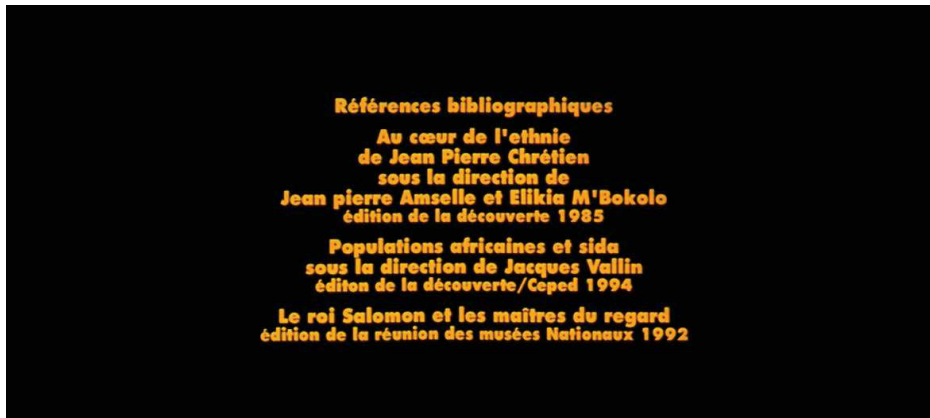 Références bibliographiques
Au cœur de l'ethnie
de Jean Pierre Chrétien
sous la direction de
Jean pierre Amselle et Elikia M'Bokolo
édition de la découverte 1985
Populations africaines et sida
sous la direction de Jacques Vallin
éditon de la découverte/Ceped 1994
Le roi Salomon et les maîtres du regard
édition de la réunion des musées Nationaux 1992